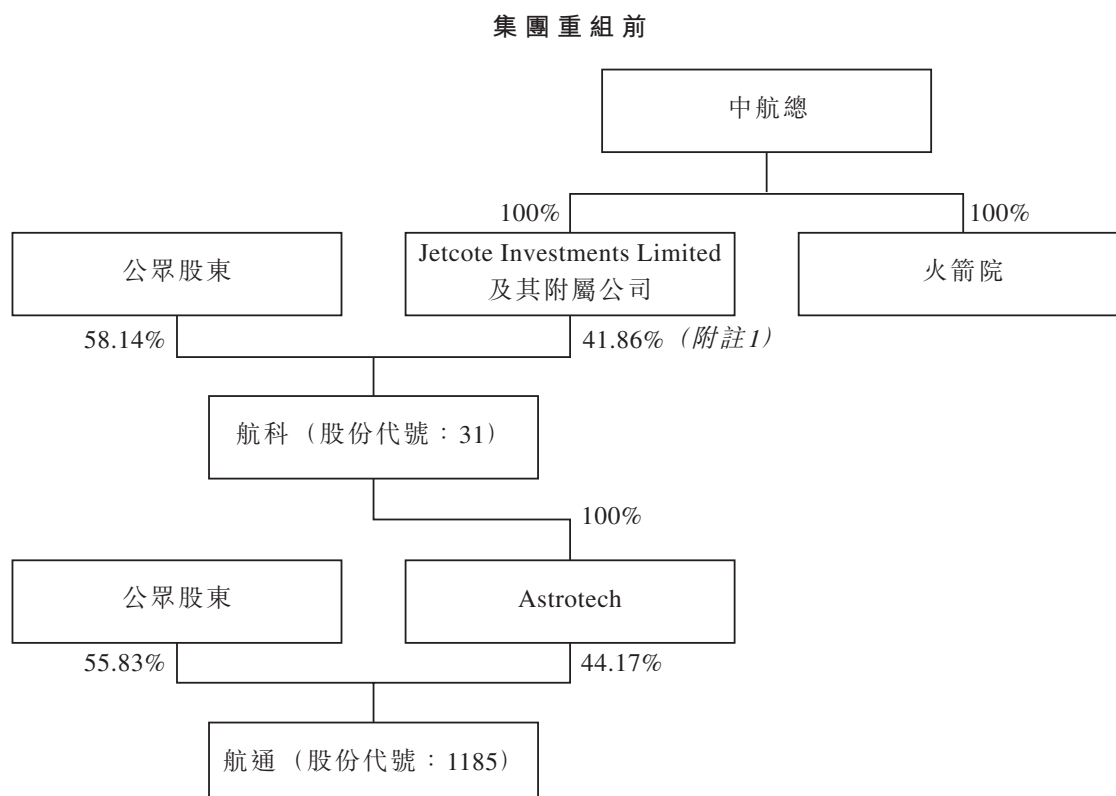 集團重組前
中航總
100%
100%
公眾股東
Jetcote Investments Limited
及其附屬公司
火箭院
58.14%
41.86%（附註1）
航科（股份代號：31）
100%
公眾股東
Astrotech
55.83%
44.17%
航通（股份代號：1185）